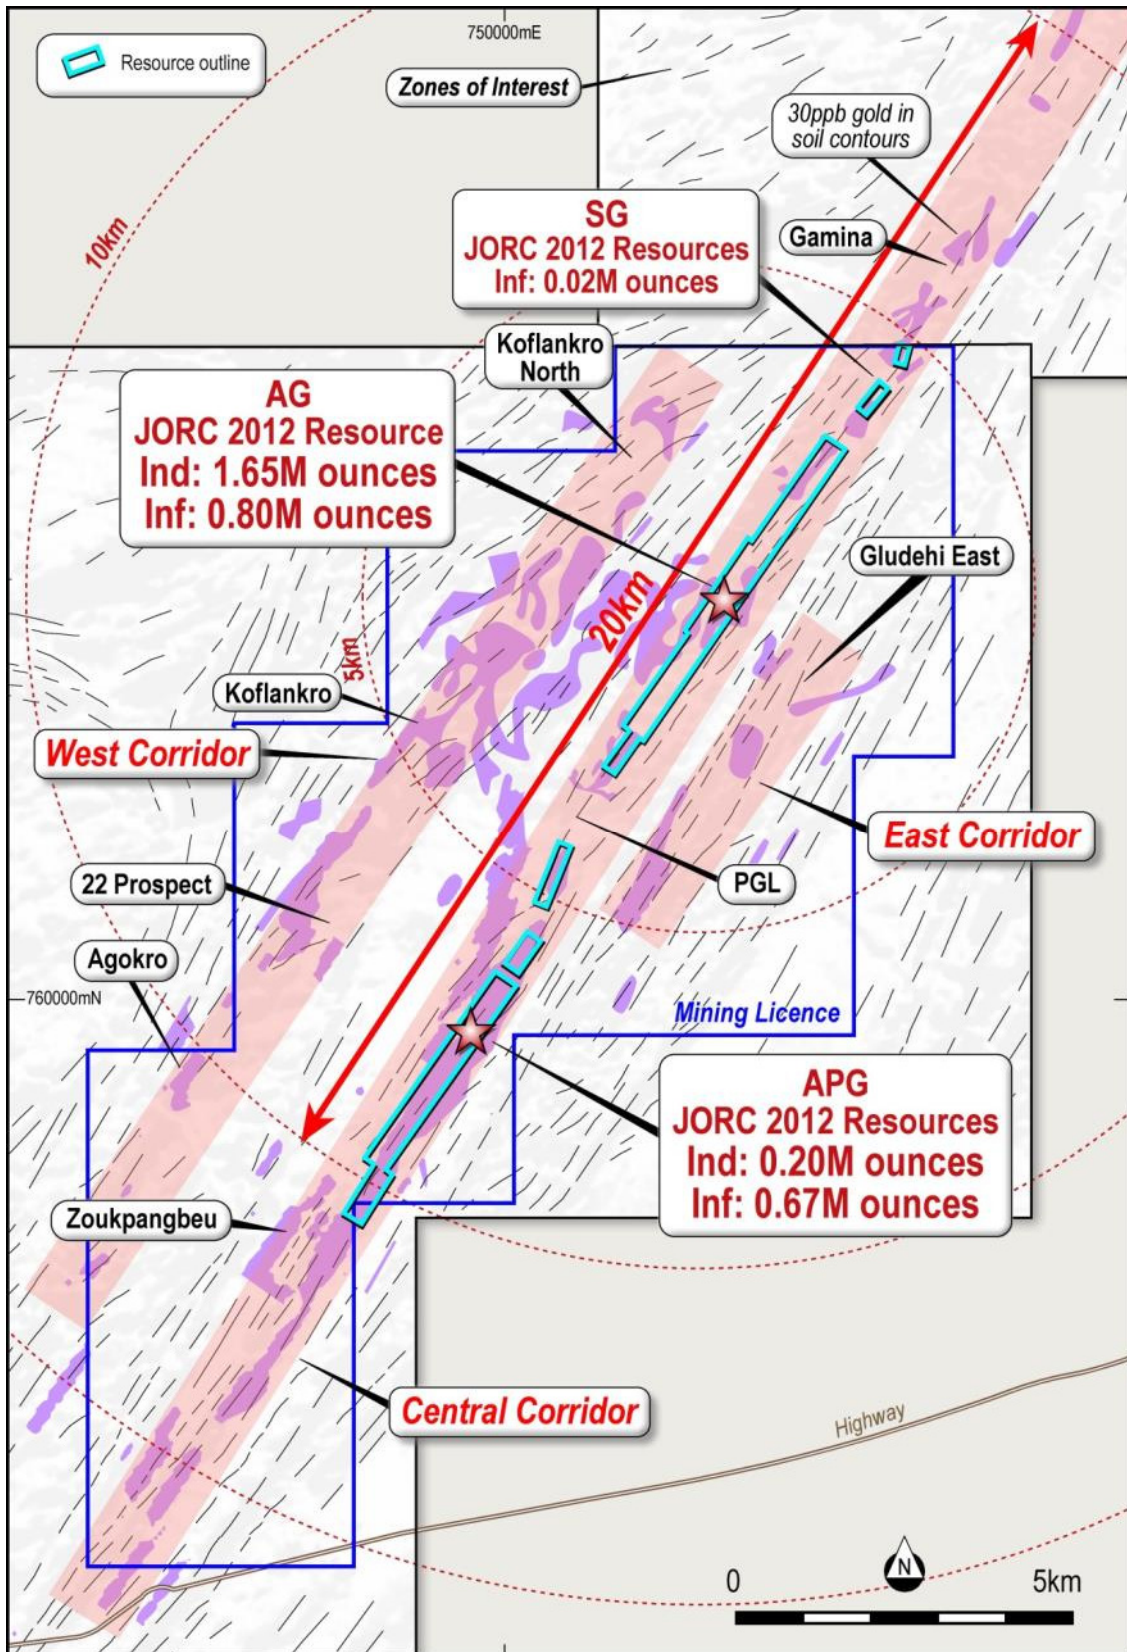 750000mE
Resource outline
Zones of Interest
30ppb gold in
soil contours
10km
SG
JORC 2012 Resources
Inf: 0.02M ounces
Gamina
Koflankro
North
AG
JORC 2012 Resource
Ind: 1.65M ounces
Inf: 0.80M ounces
Gludehi East
20km
5km
Koflankro
West Corridor
East Corridor
22 Prospect
PGL
Agokro
760000mN
Mining Licence
APG
JORC 2012 Resources
Ind: 0.20M ounces
Inf: 0.67M ounces
Zoukpangbeu
Central Corridor
Highway
N
0 5km